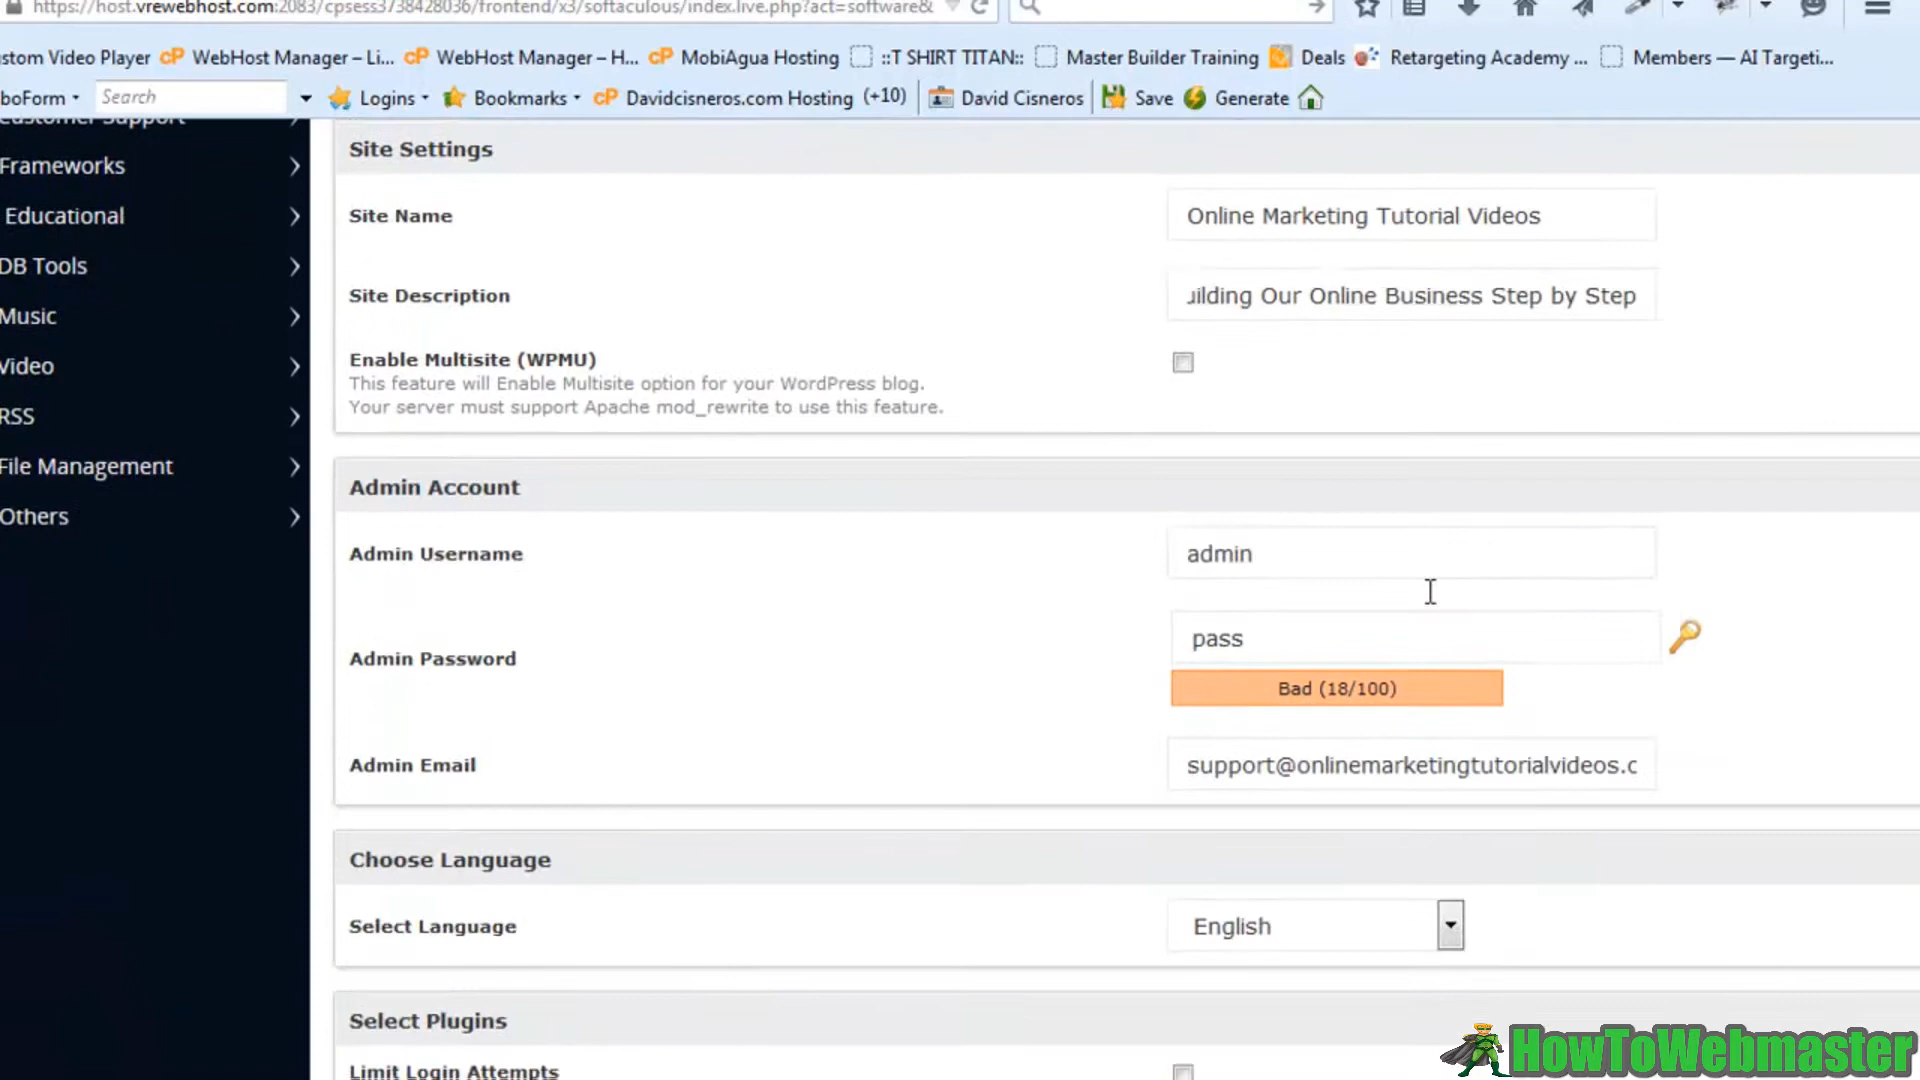 https://host.vrewebhost.com:2083/cpsess3738428036/frontend/x3/softaculous/index.live.php?act=software&
stom Video Player cP WebHost Manager – Li... cP WebHost Manager – H... cP MobiAgua Hosting ::T SHIRT TITAN:: Master Builder Training Deals Retargeting Academy ... Members — AI Targeti...
boForm Search Logins Bookmarks cP Davidcisneros.com Hosting (+10) David Cisneros Save Generate
Customer Support
Frameworks
Educational
DB Tools
Music
Video
RSS
File Management
Others
Site Settings
Site Name Online Marketing Tutorial Videos
Site Description uilding Our Online Business Step by Step
Enable Multisite (WPMU)
This feature will Enable Multisite option for your WordPress blog.
Your server must support Apache mod_rewrite to use this feature.
Admin Account
Admin Username admin
Admin Password pass
Bad (18/100)
Admin Email support@onlinemarketingtutorialvideos.c
Choose Language
Select Language English
Select Plugins
Limit Login Attempts
HowToWebmaster